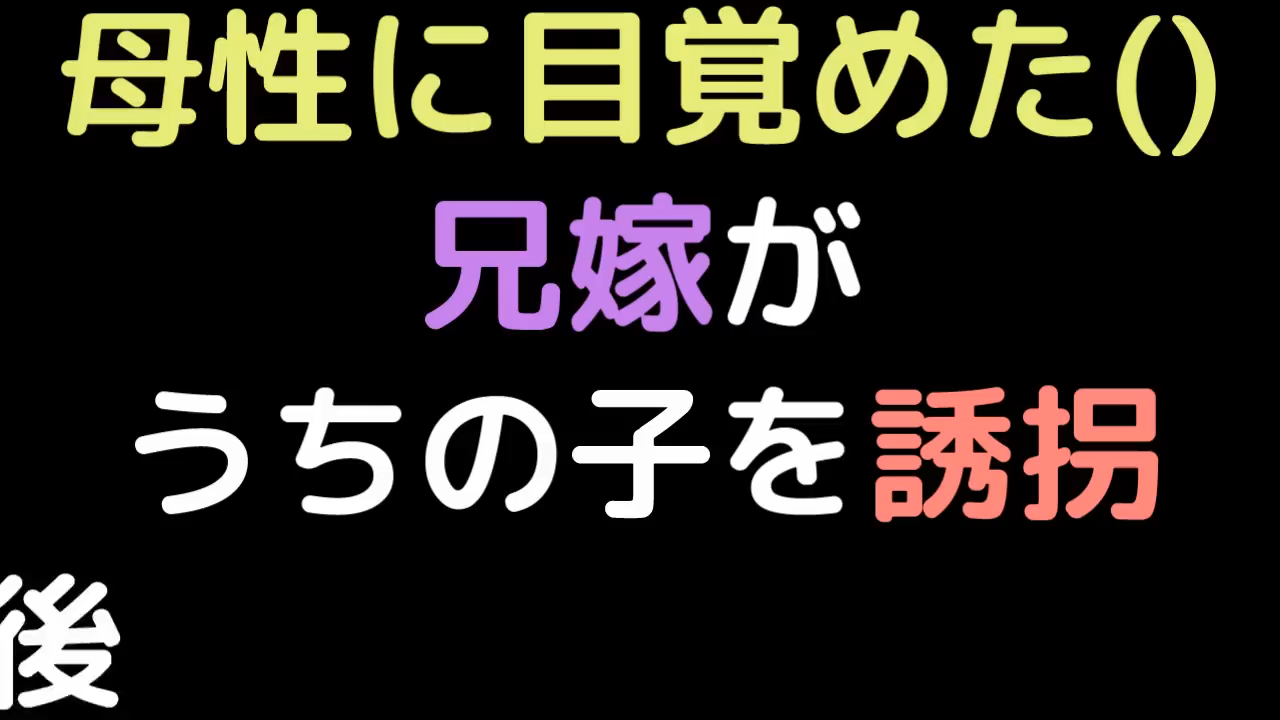 母性に目覚めた()
兄嫁が
うちの子を誘拐
後